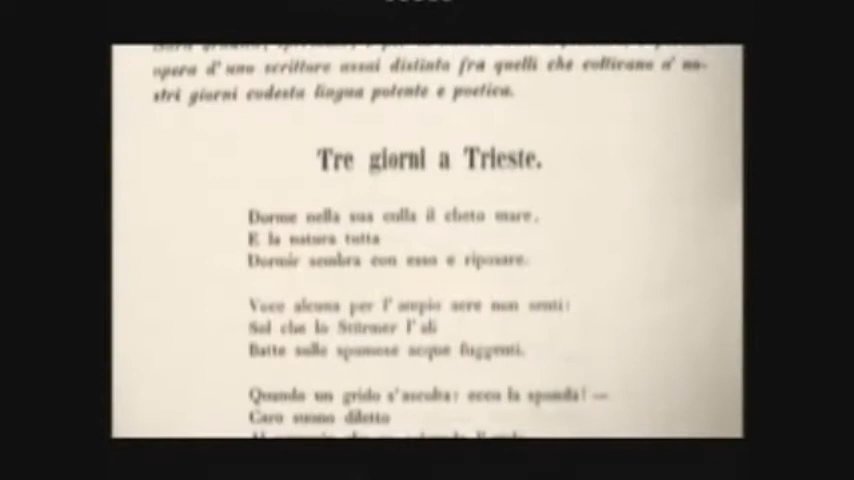 opera d'uno scrittore assai distinto fra quelli che coltivano a' no-
stri giorni codesta lingua potente e poetica.
Tre giorni a Trieste.
Dorme nella sua culla il cheto mare,
E la natura tutta
Dormir sembra con esso e riposare.
Voce alcuna per l'ampio aere non senti:
Sol che lo Stürmer l'ali
Batte sulle spumose acque fuggenti.
Quando un grido s'ascolta: ecco la sponda! —
Caro suono diletto